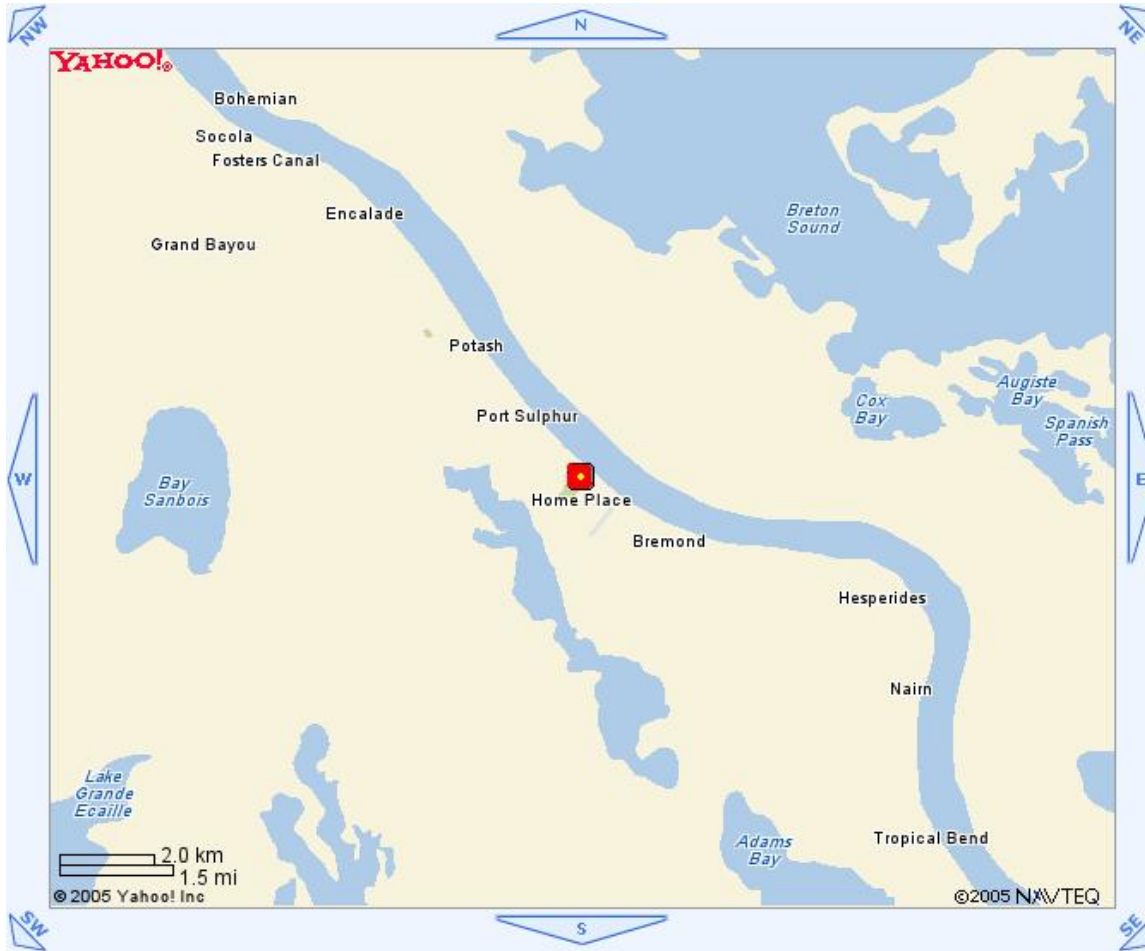 NW
N
NE
YAHOO!®
Bohemian
Socola
Fosters Canal
Encalade
Breton
Sound
Grand Bayou
Potash
Augiste
Bay
Cox
Bay
Port Sulphur
Spanish
Pass
W
Bay
Sanbois
E
Home Place
Bremond
Hesperides
Nairn
Lake
Grande
Ecaille
Adams
Bay
Tropical Bend
2.0 km
1.5 mi
© 2005 Yahoo! Inc
©2005 NAVTEQ
SW
S
SE